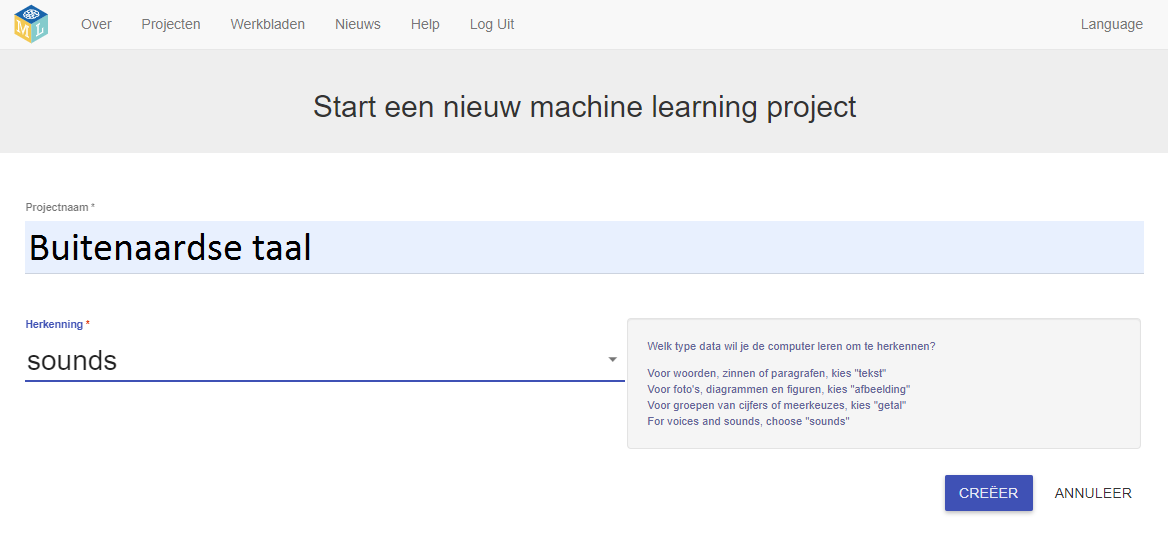 M L
Over Projecten Werkbladen Nieuws Help Log Uit Language
Start een nieuw machine learning project
Projectnaam *
Buitenaardse taal
Herkenning *
sounds
Welk type data wil je de computer leren om te herkennen?
Voor woorden, zinnen of paragrafen, kies "tekst"
Voor foto's, diagrammen en figuren, kies "afbeelding"
Voor groepen van cijfers of meerkeuzes, kies "getal"
For voices and sounds, choose "sounds"
CREËER ANNULEER